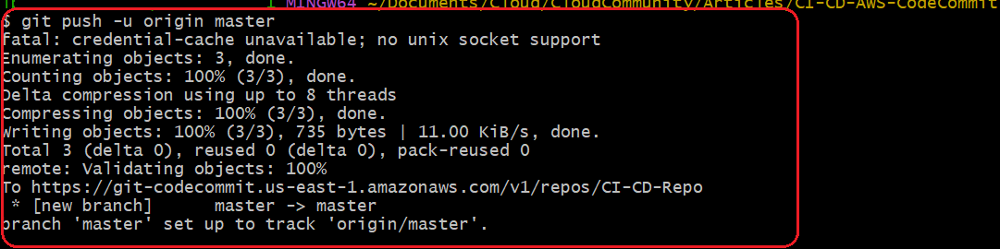 MINGW64 ~/Documents/Cloud/CloudCommunity/Articles/CI-CD-AWS-CodeCommit
$ git push -u origin master
fatal: credential-cache unavailable; no unix socket support
Enumerating objects: 3, done.
Counting objects: 100% (3/3), done.
Delta compression using up to 8 threads
Compressing objects: 100% (3/3), done.
Writing objects: 100% (3/3), 735 bytes | 11.00 KiB/s, done.
Total 3 (delta 0), reused 0 (delta 0), pack-reused 0
remote: Validating objects: 100%
To https://git-codecommit.us-east-1.amazonaws.com/v1/repos/CI-CD-Repo
 * [new branch]      master -> master
branch 'master' set up to track 'origin/master'.